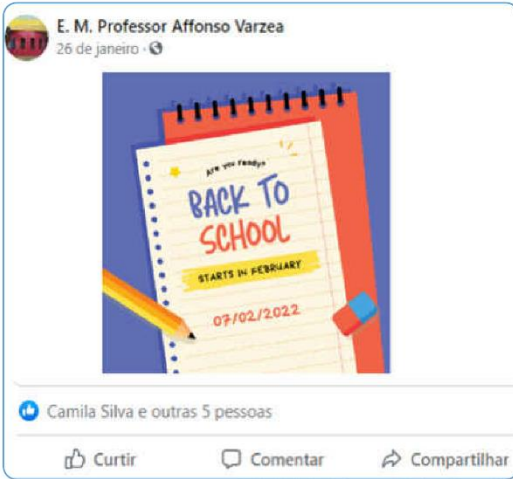 E. M. Professor Affonso Varzea
26 de janeiro ·
Are you ready?
BACK TO
SCHOOL
STARTS IN FEBRUARY
07/02/2022
Camila Silva e outras 5 pessoas
Curtir Comentar Compartilhar